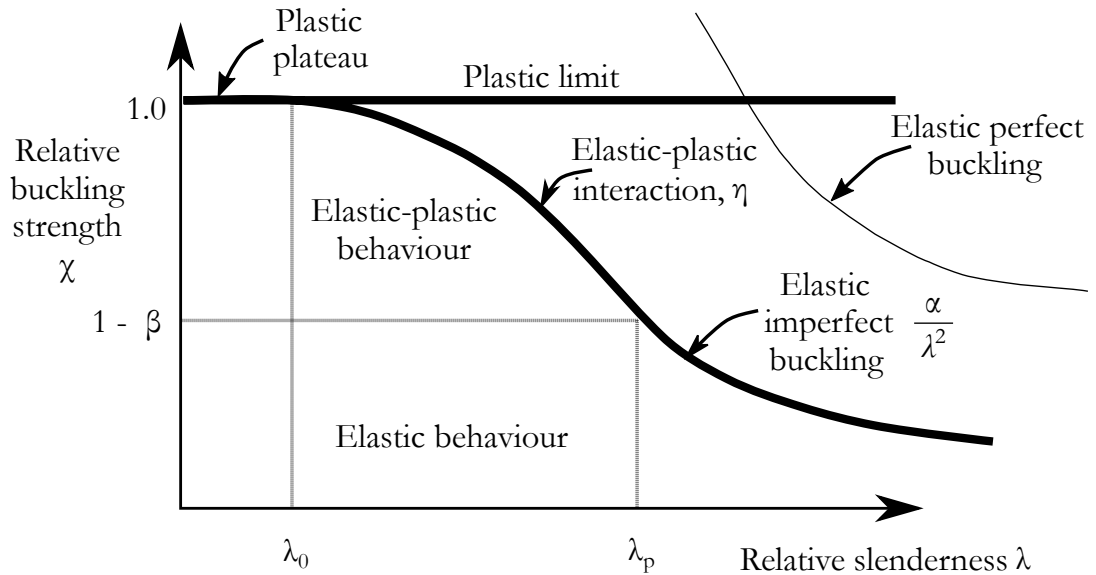 Plastic
plateau
Plastic limit
1.0
Relative
buckling
strength
χ
Elastic perfect
buckling
Elastic-plastic
interaction, η
Elastic-plastic
behaviour
Elastic
imperfect
buckling
α
λ²
1 - β
Elastic behaviour
λ₀
λₚ
Relative slenderness λ